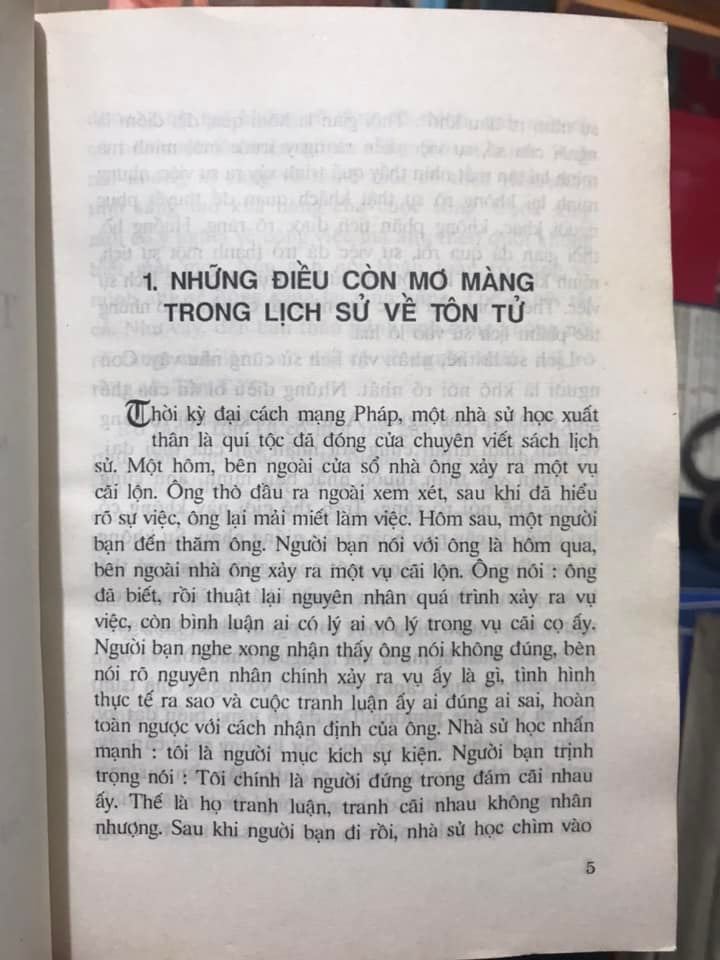 1. NHỮNG ĐIỀU CÒN MƠ MÀNG
TRONG LỊCH SỬ VỀ TÔN TỬ
Thời kỳ đại cách mạng Pháp, một nhà sử học xuất
thân là quí tộc đã đóng cửa chuyên viết sách lịch
sử. Một hôm, bên ngoài cửa sổ nhà ông xảy ra một vụ
cãi lộn. Ông thò đầu ra ngoài xem xét, sau khi đã hiểu
rõ sự việc, ông lại mải miết làm việc. Hôm sau, một người
bạn đến thăm ông. Người bạn nói với ông là hôm qua,
bên ngoài nhà ông xảy ra một vụ cãi lộn. Ông nói : ông
đã biết, rồi thuật lại nguyên nhân quá trình xảy ra vụ
việc, còn bình luận ai có lý ai vô lý trong vụ cãi cọ ấy.
Người bạn nghe xong nhận thấy ông nói không đúng, bèn
nói rõ nguyên nhân chính xảy ra vụ ấy là gì, tình hình
thực tế ra sao và cuộc tranh luận ấy ai đúng ai sai, hoàn
toàn ngược với cách nhận định của ông. Nhà sử học nhấn
mạnh : tôi là người mục kích sự kiện. Người bạn trịnh
trọng nói : Tôi chính là người đứng trong đám cãi nhau
ấy. Thế là họ tranh luận, tranh cãi nhau không nhân
nhượng. Sau khi người bạn đi rồi, nhà sử học chìm vào
5